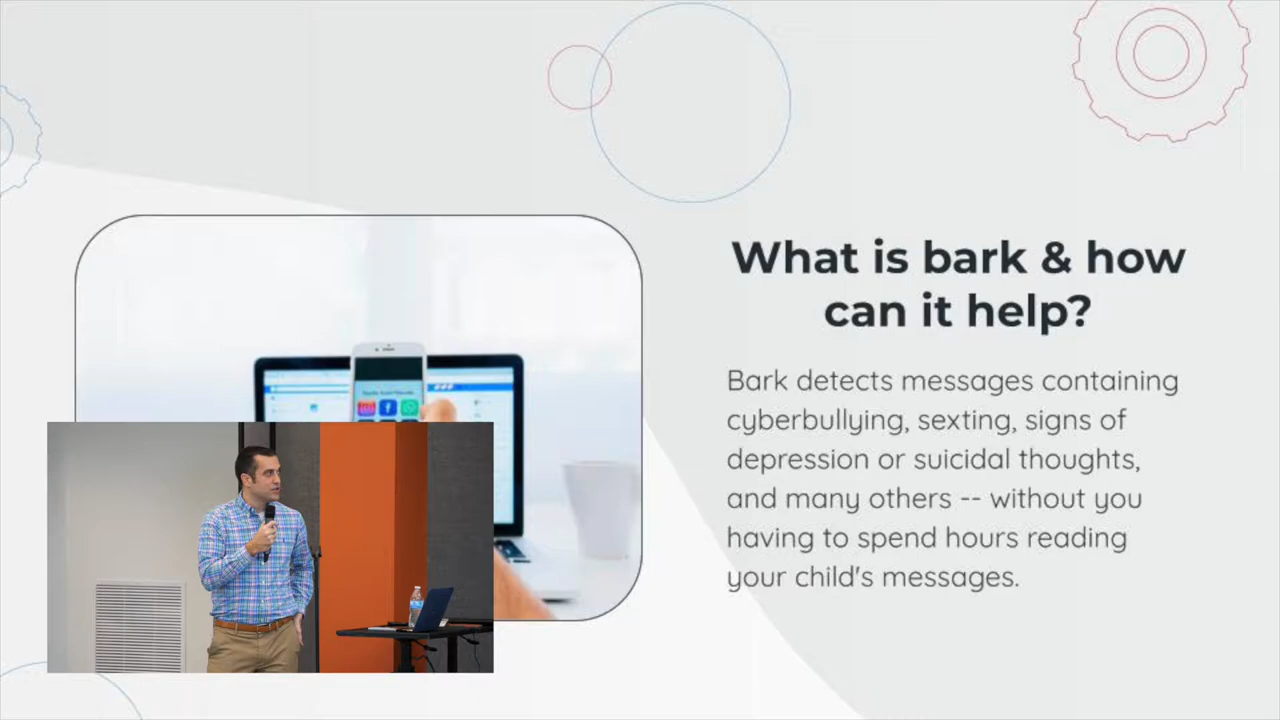 What is bark & how
can it help?
Bark detects messages containing
cyberbullying, sexting, signs of
depression or suicidal thoughts,
and many others -- without you
having to spend hours reading
your child's messages.